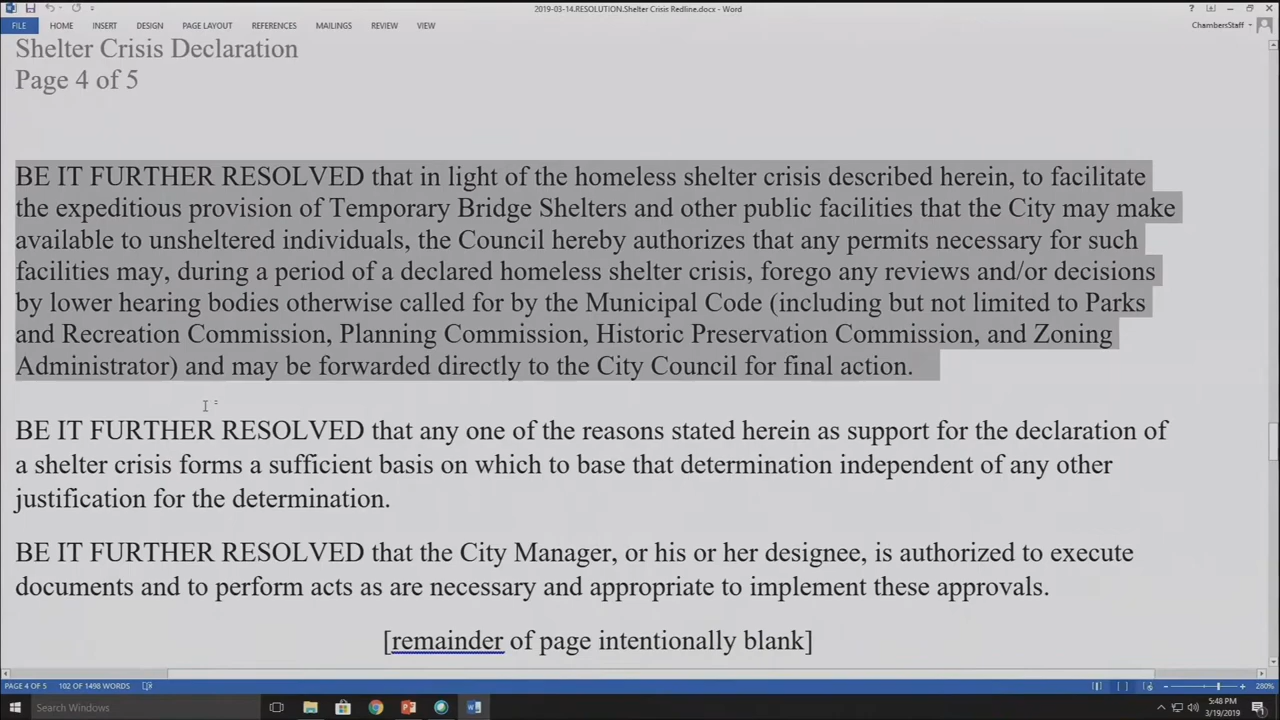 2019-03-14.RESOLUTION.Shelter Crisis Redline.docx - Word
FILE HOME INSERT DESIGN PAGE LAYOUT REFERENCES MAILINGS REVIEW VIEW ChambersStaff
Shelter Crisis Declaration
Page 4 of 5
BE IT FURTHER RESOLVED that in light of the homeless shelter crisis described herein, to facilitate
the expeditious provision of Temporary Bridge Shelters and other public facilities that the City may make
available to unsheltered individuals, the Council hereby authorizes that any permits necessary for such
facilities may, during a period of a declared homeless shelter crisis, forego any reviews and/or decisions
by lower hearing bodies otherwise called for by the Municipal Code (including but not limited to Parks
and Recreation Commission, Planning Commission, Historic Preservation Commission, and Zoning
Administrator) and may be forwarded directly to the City Council for final action.
BE IT FURTHER RESOLVED that any one of the reasons stated herein as support for the declaration of
a shelter crisis forms a sufficient basis on which to base that determination independent of any other
justification for the determination.
BE IT FURTHER RESOLVED that the City Manager, or his or her designee, is authorized to execute
documents and to perform acts as are necessary and appropriate to implement these approvals.
[remainder of page intentionally blank]
PAGE 4 OF 5 102 OF 1498 WORDS 280%
Search Windows 5:48 PM
3/19/2019